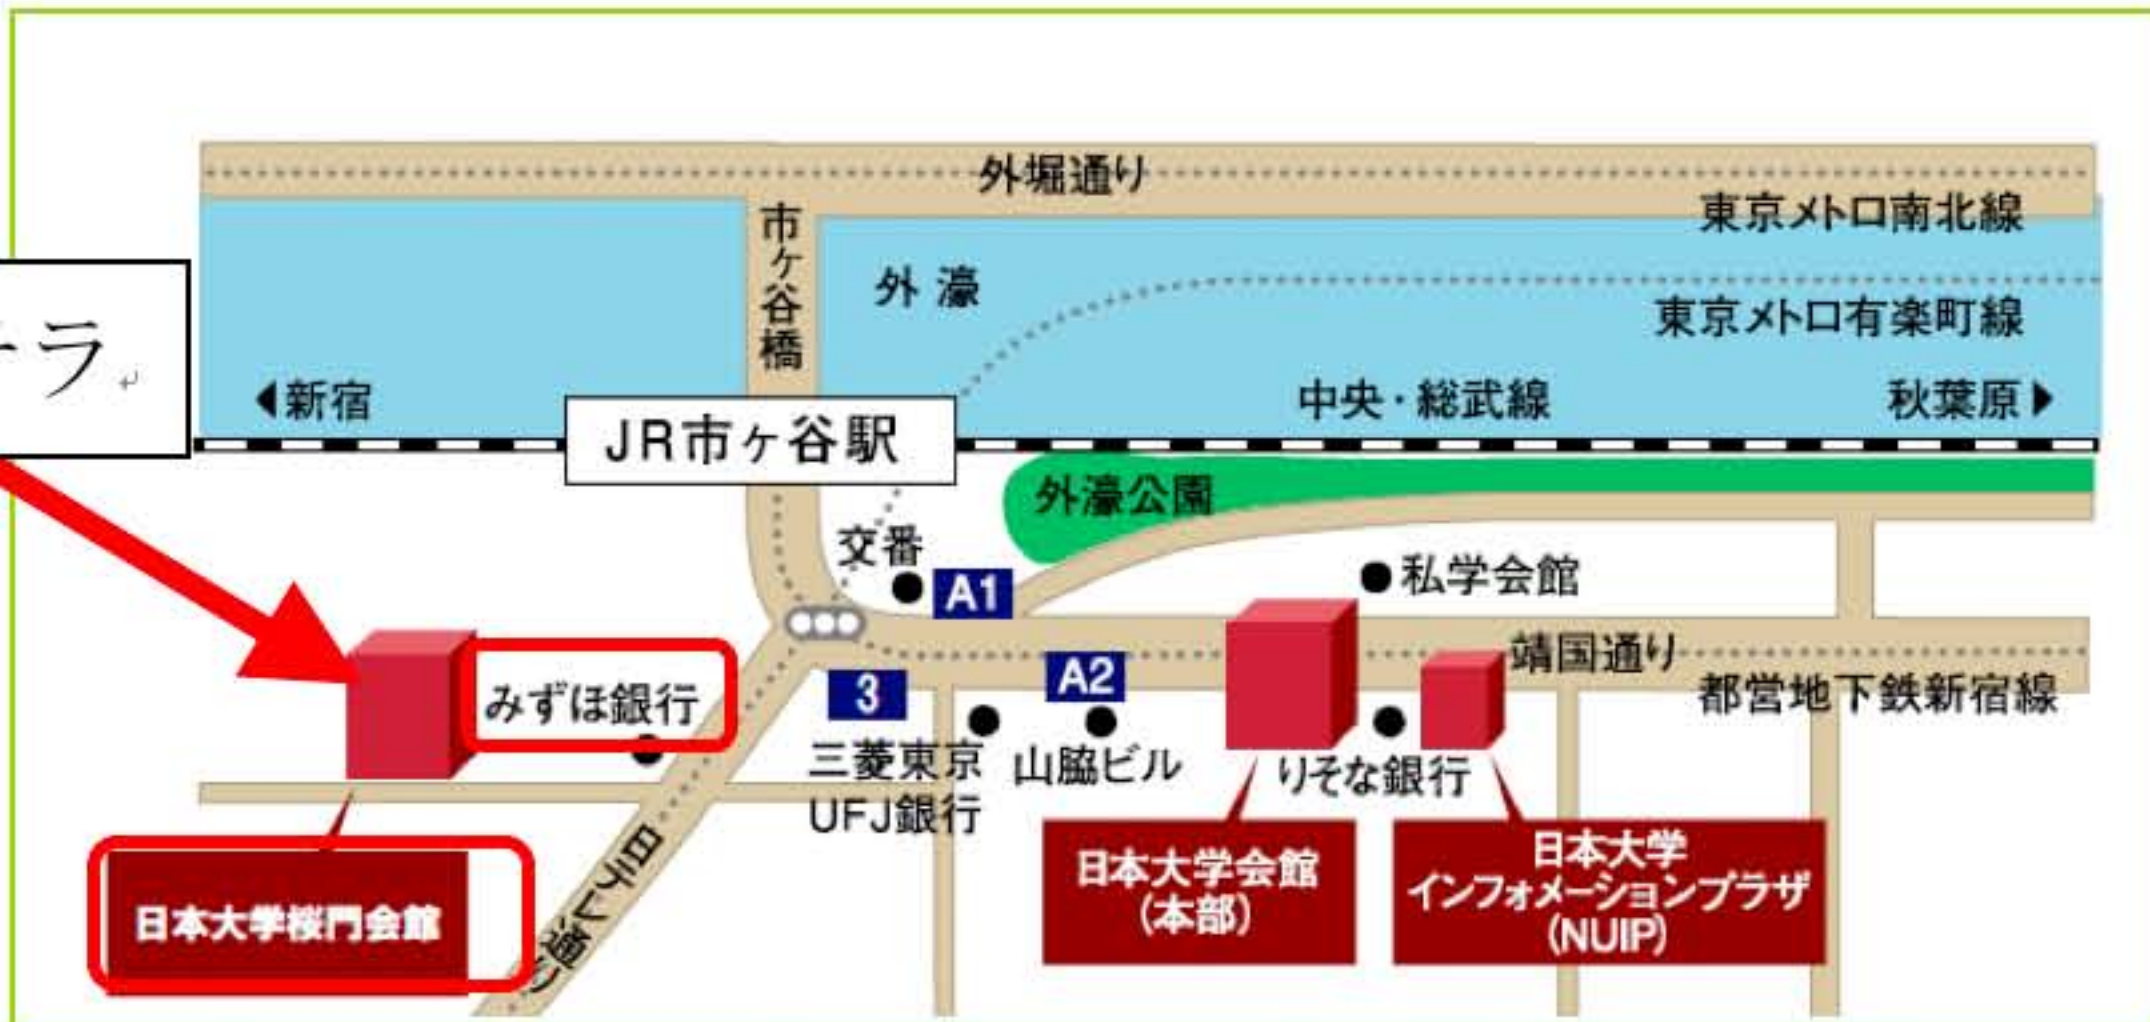 外堀通り
東京メトロ南北線
市ヶ谷橋
外濠
東京メトロ有楽町線
ラ
◀新宿
中央・総武線
秋葉原▶
JR市ヶ谷駅
外濠公園
交番
A1
私学会館
靖国通り
みずほ銀行
3
A2
都営地下鉄新宿線
三菱東京
UFJ銀行
山脇ビル
りそな銀行
日テレ通り
日本大学桜門会館
日本大学会館
(本部)
日本大学
インフォメーションプラザ
(NUIP)